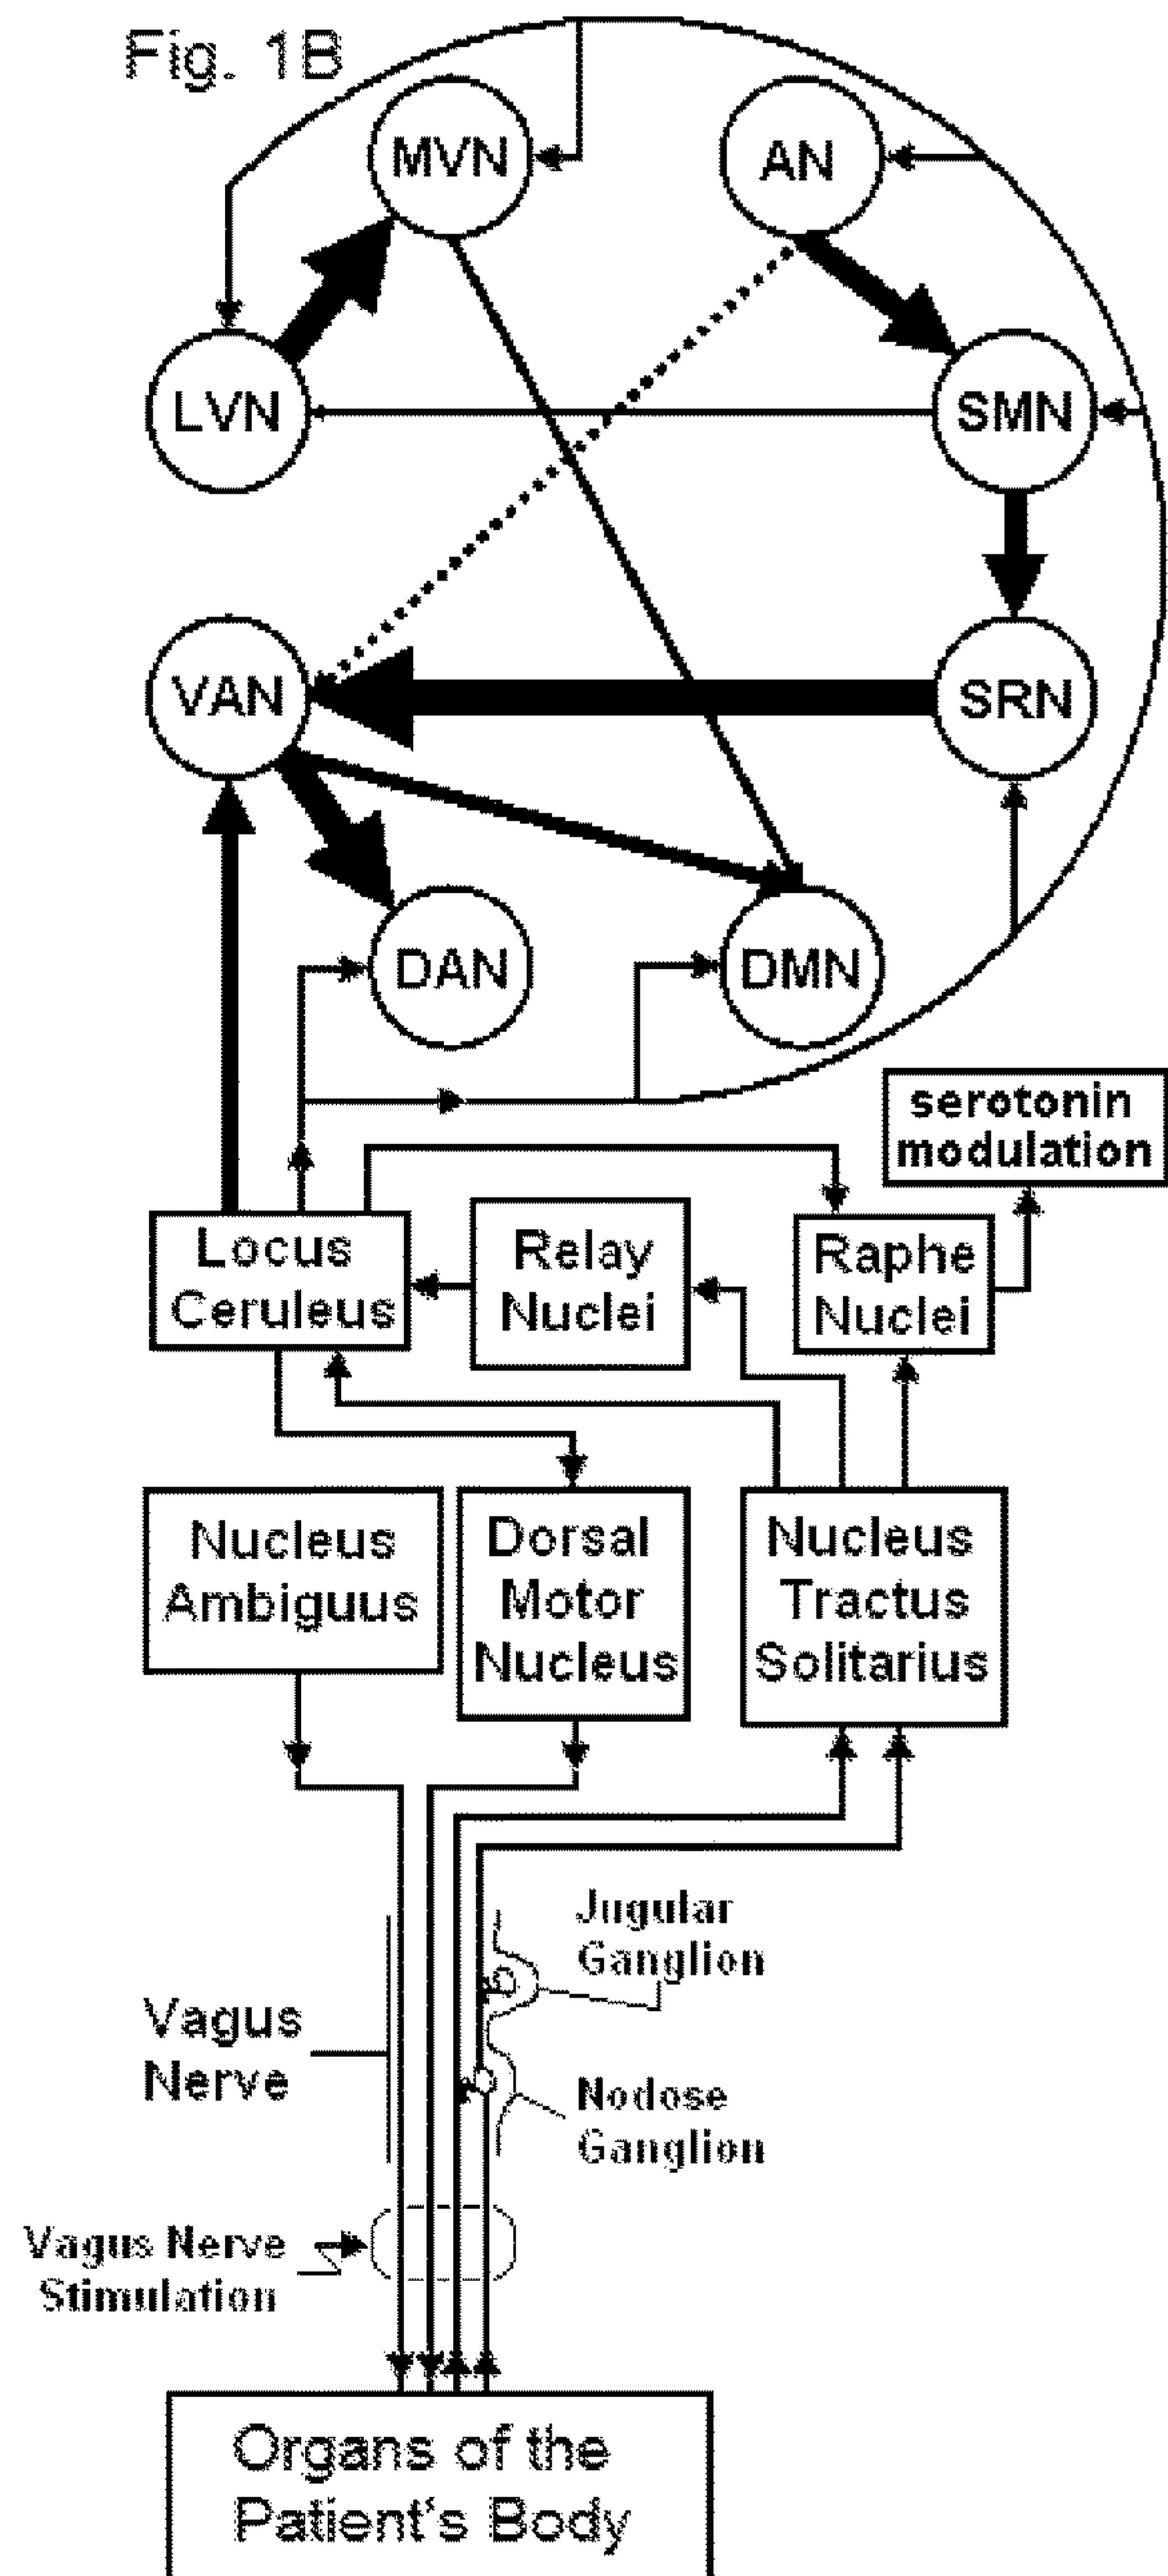 Fig. 1B
MVN
AN
LVN
SMN
VAN
SRN
DAN
DMN
serotonin
modulation
Locus
Ceruleus
Relay
Nuclei
Raphe
Nuclei
Nucleus
Ambiguus
Dorsal
Motor
Nucleus
Nucleus
Tractus
Solitarius
Jugular
Ganglion
Vagus
Nerve
Nodose
Ganglion
Vagus Nerve
Stimulation
Organs of the
Patient's Body